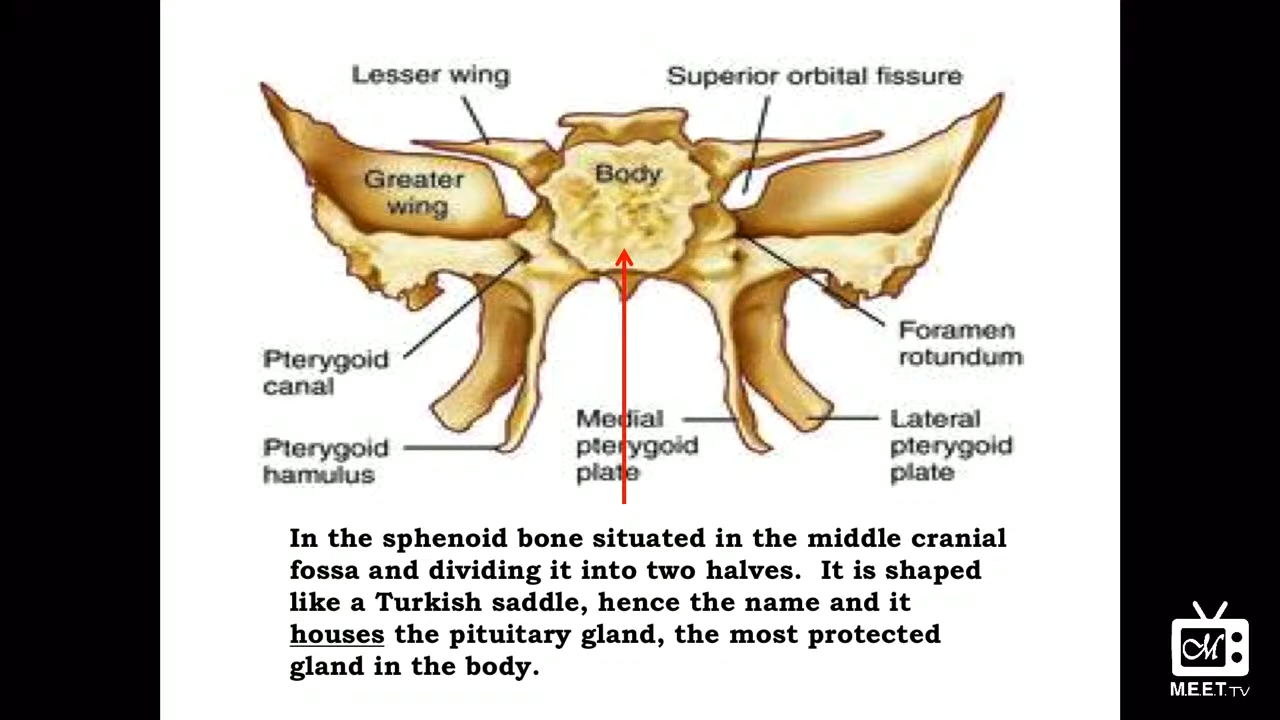 Lesser wing
Superior orbital fissure
Greater
wing
Body
Pterygoid
canal
Foramen
rotundum
Pterygoid
hamulus
Medial
pterygoid
plate
Lateral
pterygoid
plate
In the sphenoid bone situated in the middle cranial
fossa and dividing it into two halves.  It is shaped
like a Turkish saddle, hence the name and it
houses the pituitary gland, the most protected
gland in the body.
M
M.E.E.T.TV